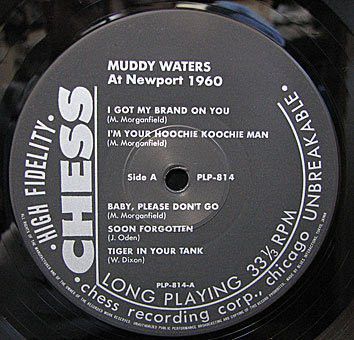 MUDDY WATERS
At Newport 1960
I GOT MY BRAND ON YOU
(M. Morganfield)
I'M YOUR HOOCHIE KOOCHIE MAN
(M. Morganfield)
Side A PLP-814
BABY, PLEASE DON'T GO
(M. Morganfield)
SOON FORGOTTEN
(J. Oden)
TIGER IN YOUR TANK
(W. Dixon)
PLP-814-A
• HIGH FIDELITY •
CHESS
LONG PLAYING 33⅓ RPM
• chess recording corp., chicago UNBREAKABLE •